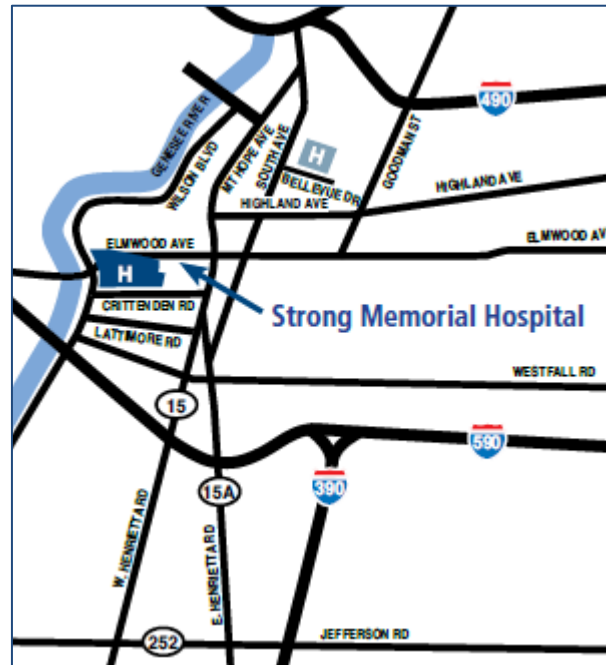 490
GENESEE RIVER
WILSON BLVD
MT HOPE AVE
SOUTH AVE
H
BELLEVUE DR
GOODMAN ST
HIGHLAND AVE
HIGHLAND AVE
ELMWOOD AVE
ELMWOOD AV
H
CRITTENDEN RD
Strong Memorial Hospital
LATTIMORE RD
WESTFALL RD
15
590
15A
390
W. HENRIETTA RD
E. HENRIETTA RD
252
JEFFERSON RD